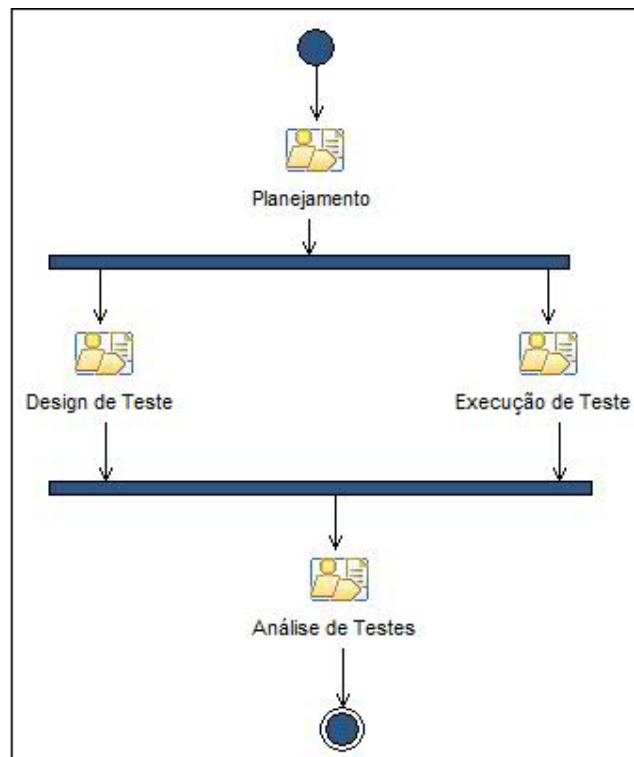 Planejamento
Design de Teste
Execução de Teste
Análise de Testes